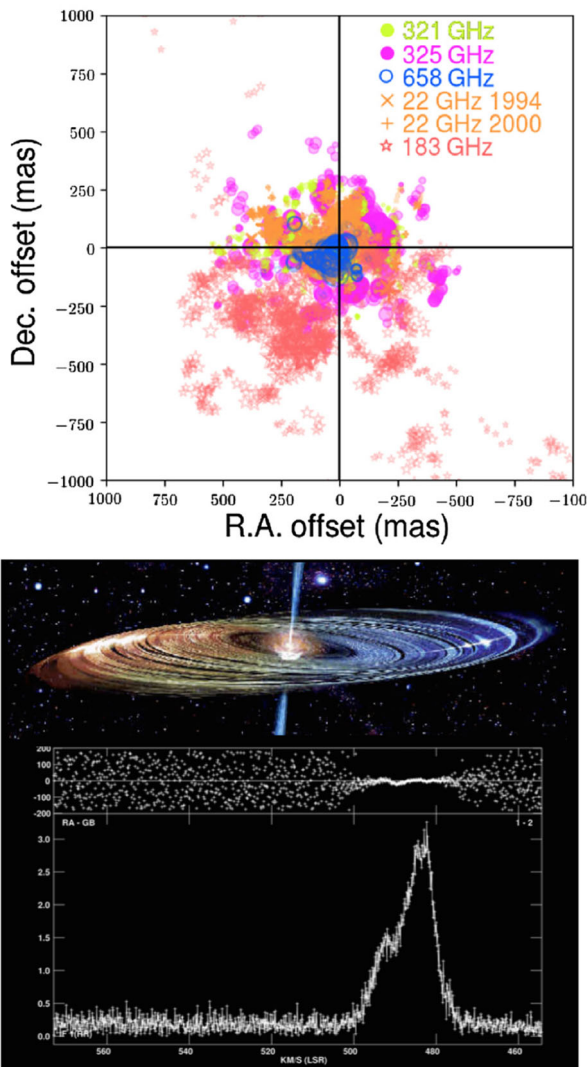 1000
750
500
250
0
−250
−500
−750
−1000
Dec. offset (mas)
321 GHz
325 GHz
658 GHz
22 GHz 1994
22 GHz 2000
183 GHz
1000 750 500 250 0 −250 −500 −750 −100
R.A. offset (mas)
200
100
0
-100
-200
RA - GB 1 - 2
3.0
2.5
2.0
1.5
1.0
0.5
0.0
560 540 520 500 480 460
KM/S (LSR)